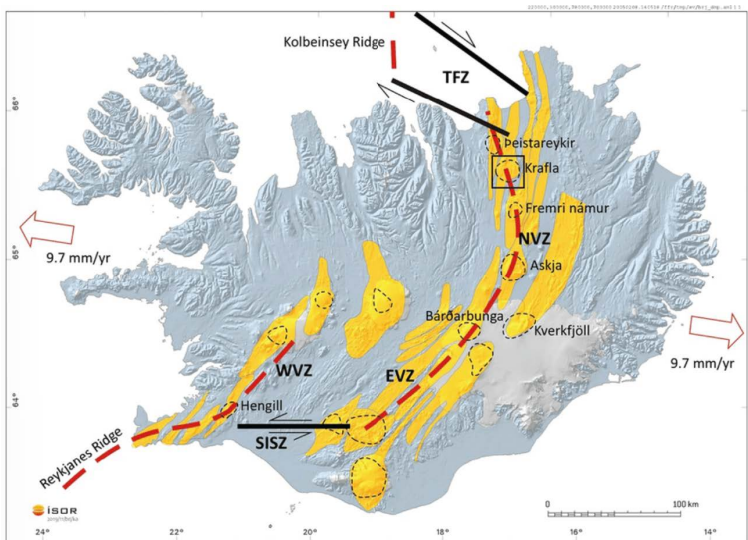 Kolbeinsey Ridge
TFZ
66°
Þeistareykir
Krafla
Fremri námur
NVZ
9.7 mm/yr
65°
Askja
Bárðarbunga
Kverkfjöll
9.7 mm/yr
WVZ
EVZ
64°
Hengill
SISZ
Reykjanes Ridge
ÍSOR
0 100 km
24° 22° 20° 18° 16° 14°